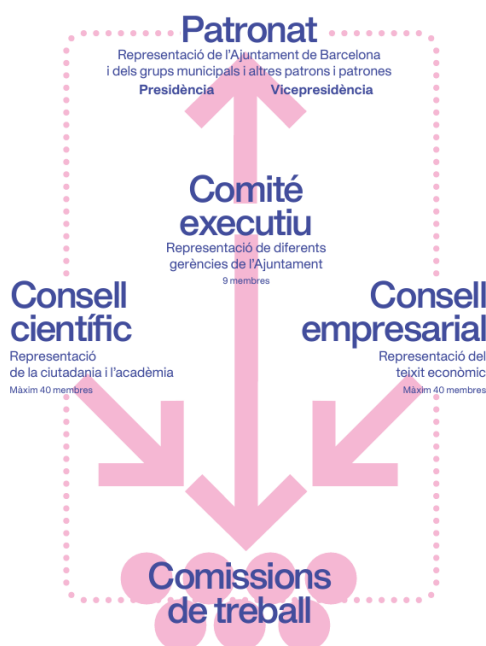 Patronat
Representació de l'Ajuntament de Barcelona
i dels grups municipals i altres patrons i patrones
Presidència Vicepresidència
Comité
executiu
Representació de diferents
gerències de l'Ajuntament
9 membres
Consell
científic
Representació
de la ciutadania i l'acadèmia
Màxim 40 membres
Consell
empresarial
Representació del
teixit econòmic
Màxim 40 membres
Comissions
de treball